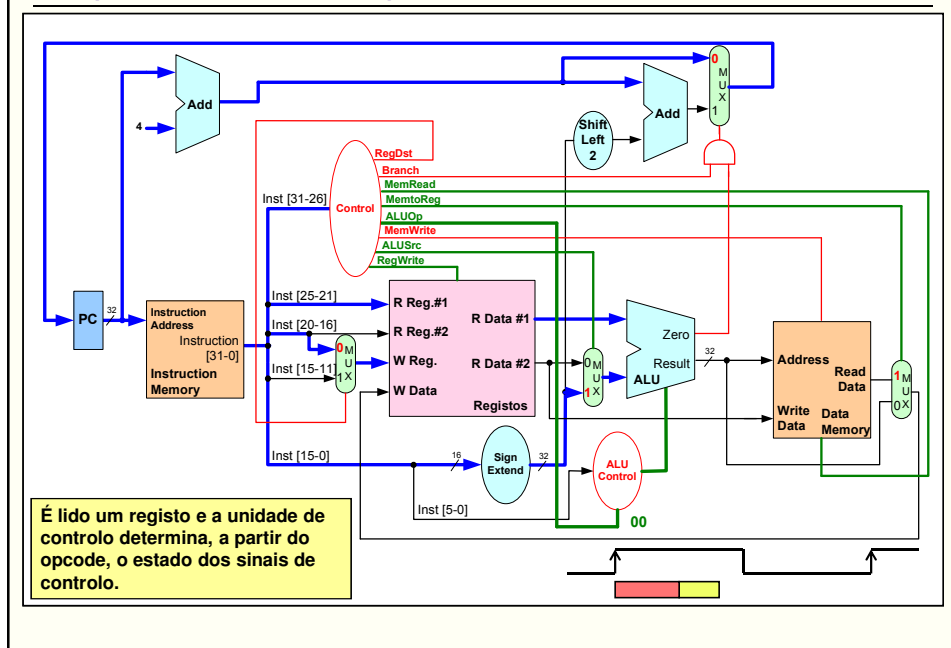 0
M
U
X
1
Add
4
Add
Shift
Left
2
RegDst
Branch
MemRead
MemtoReg
ALUOp
MemWrite
ALUSrc
RegWrite
Control
Inst [31-26]
PC
32
Instruction
Address
Instruction
[31-0]
Instruction
Memory
Inst [25-21]
Inst [20-16]
Inst [15-11]
0
M
U
X
1
R Reg.#1
R Reg.#2
W Reg.
W Data
R Data #1
R Data #2
Registos
0
M
U
X
1
Zero
Result
ALU
32
Address
Read
Data
Write
Data
Data
Memory
1
M
U
X
0
Inst [15-0]
16
Sign
Extend
32
ALU
Control
Inst [5-0]
00
É lido um registo e a unidade de
controlo determina, a partir do
opcode, o estado dos sinais de
controlo.